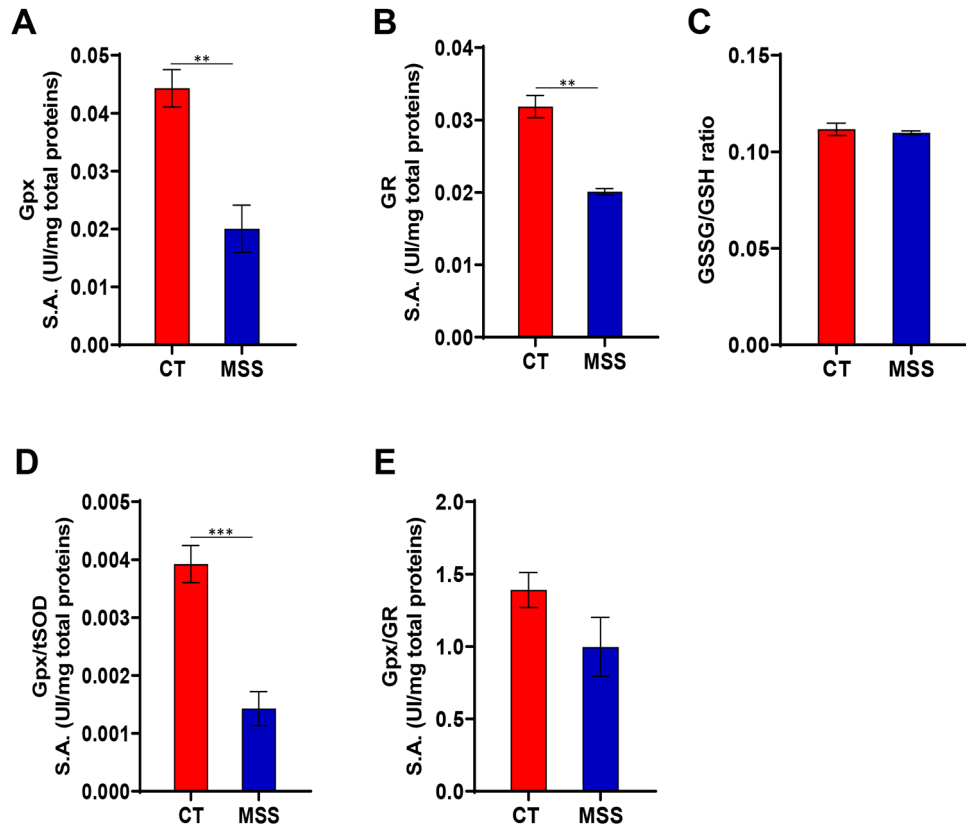 A
Gpx
S.A. (UI/mg total proteins)
0.05
0.04
0.03
0.02
0.01
0.00
**
CT MSS
B
GR
S.A. (UI/mg total proteins)
0.04
0.03
0.02
0.01
0.00
**
CT MSS
C
GSSG/GSH ratio
0.15
0.10
0.05
0.00
CT MSS
D
Gpx/tSOD
S.A. (UI/mg total proteins)
0.005
0.004
0.003
0.002
0.001
0.000
***
CT MSS
E
Gpx/GR
S.A. (UI/mg total proteins)
2.0
1.5
1.0
0.5
0.0
CT MSS